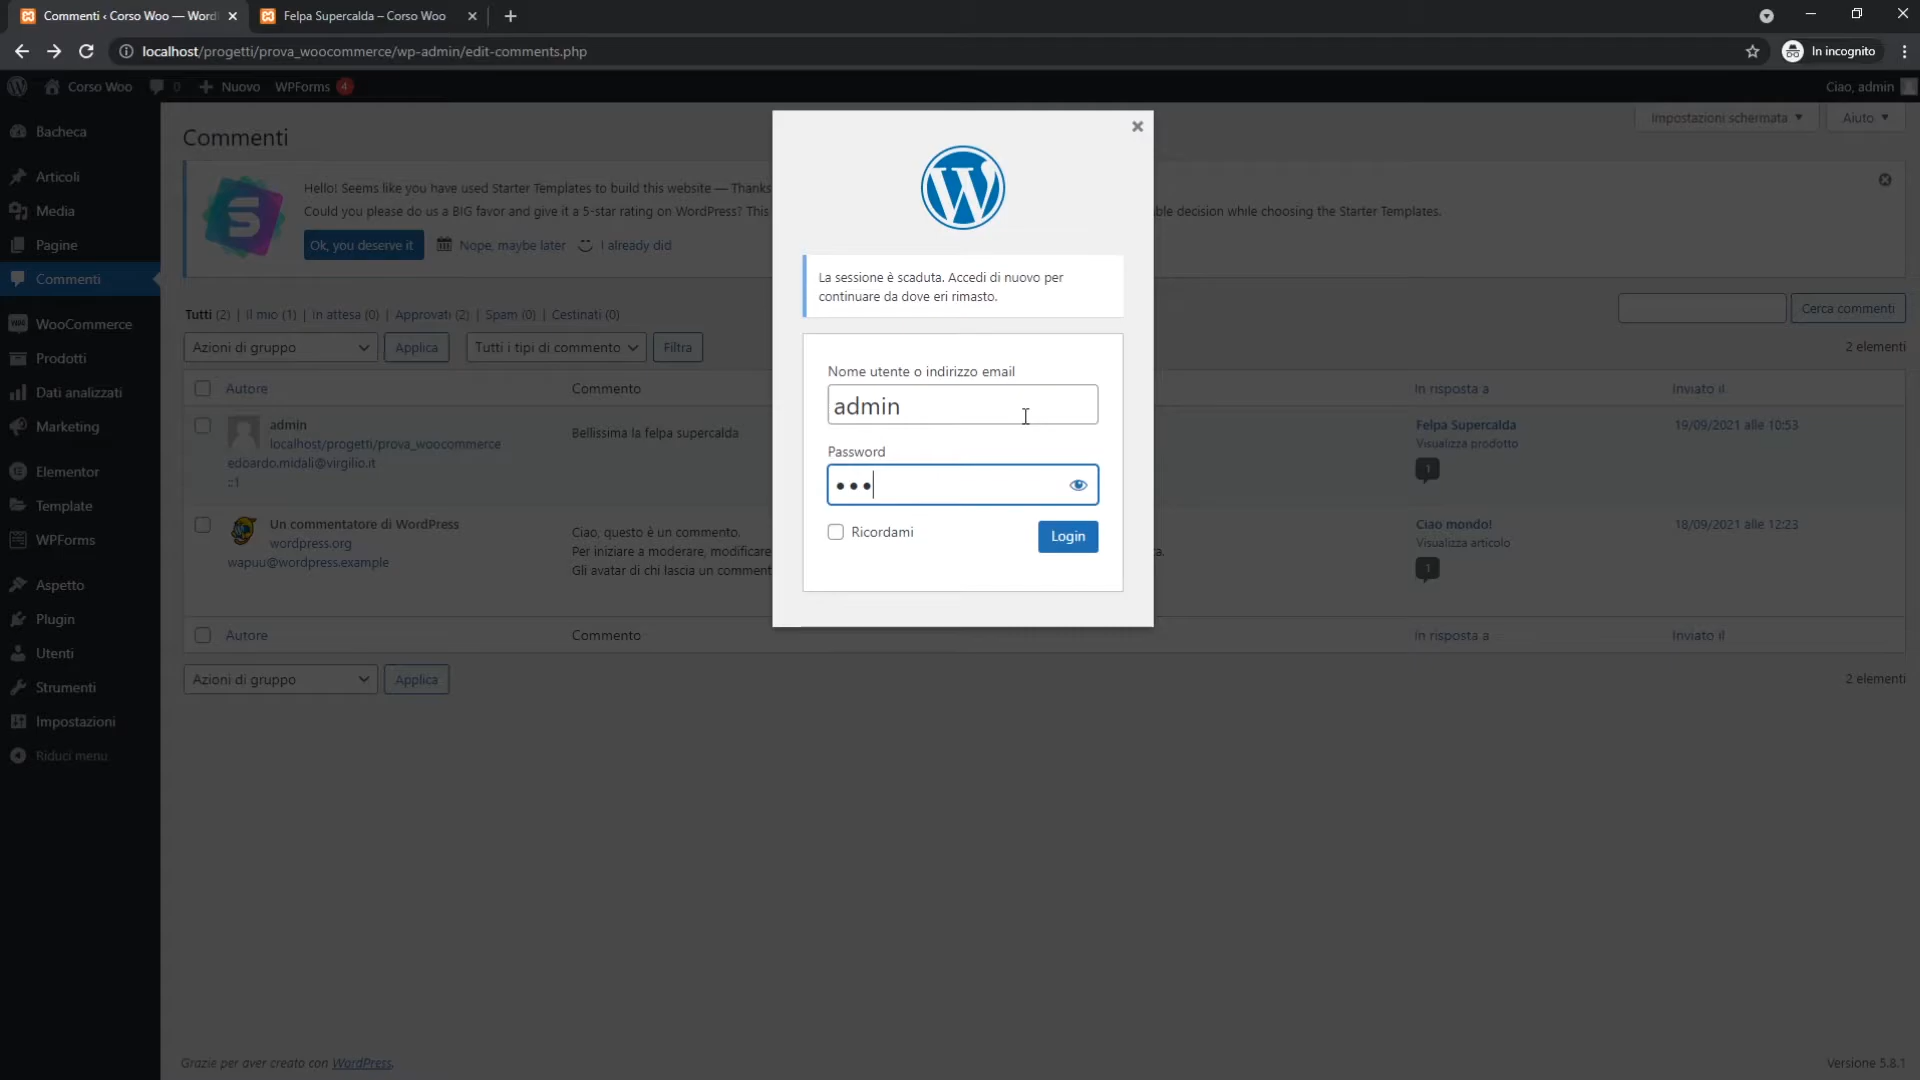 Commenti ‹ Corso Woo — Word
Felpa Supercalda – Corso Woo
localhost/progetti/prova_woocommerce/wp-admin/edit-comments.php
In incognito
Corso Woo
0
Nuovo
WPForms 4
Ciao, admin
Bacheca
Articoli
Media
Pagine
Commenti
WooCommerce
Prodotti
Dati analizzati
Marketing
Elementor
Template
WPForms
Aspetto
Plugin
Utenti
Strumenti
Impostazioni
Riduci menu
Commenti
Impostazioni schermata
Aiuto
Hello! Seems like you have used Starter Templates to build this website — Thanks
Could you please do us a BIG favor and give it a 5-star rating on WordPress? This
ble decision while choosing the Starter Templates.
Ok, you deserve it
Nope, maybe later
I already did
Tutti (2) | Il mio (1) | In attesa (0) | Approvati (2) | Spam (0) | Cestinati (0)
Cerca commenti
Azioni di gruppo
Applica
Tutti i tipi di commento
Filtra
2 elementi
Autore
Commento
In risposta a
Inviato il
admin
localhost/progetti/prova_woocommerce
edoardo.midali@virgilio.it
::1
Bellissima la felpa supercalda
Felpa Supercalda
Visualizza prodotto
1
19/09/2021 alle 10:53
Un commentatore di WordPress
wordpress.org
wapuu@wordpress.example
Ciao, questo è un commento.
Per iniziare a moderare, modificare
ta.
Gli avatar di chi lascia un comment
Ciao mondo!
Visualizza articolo
1
18/09/2021 alle 12:23
Autore
Commento
In risposta a
Inviato il
Azioni di gruppo
Applica
2 elementi
La sessione è scaduta. Accedi di nuovo per
continuare da dove eri rimasto.
Nome utente o indirizzo email
admin
Password
Ricordami
Login
Grazie per aver creato con WordPress.
Versione 5.8.1